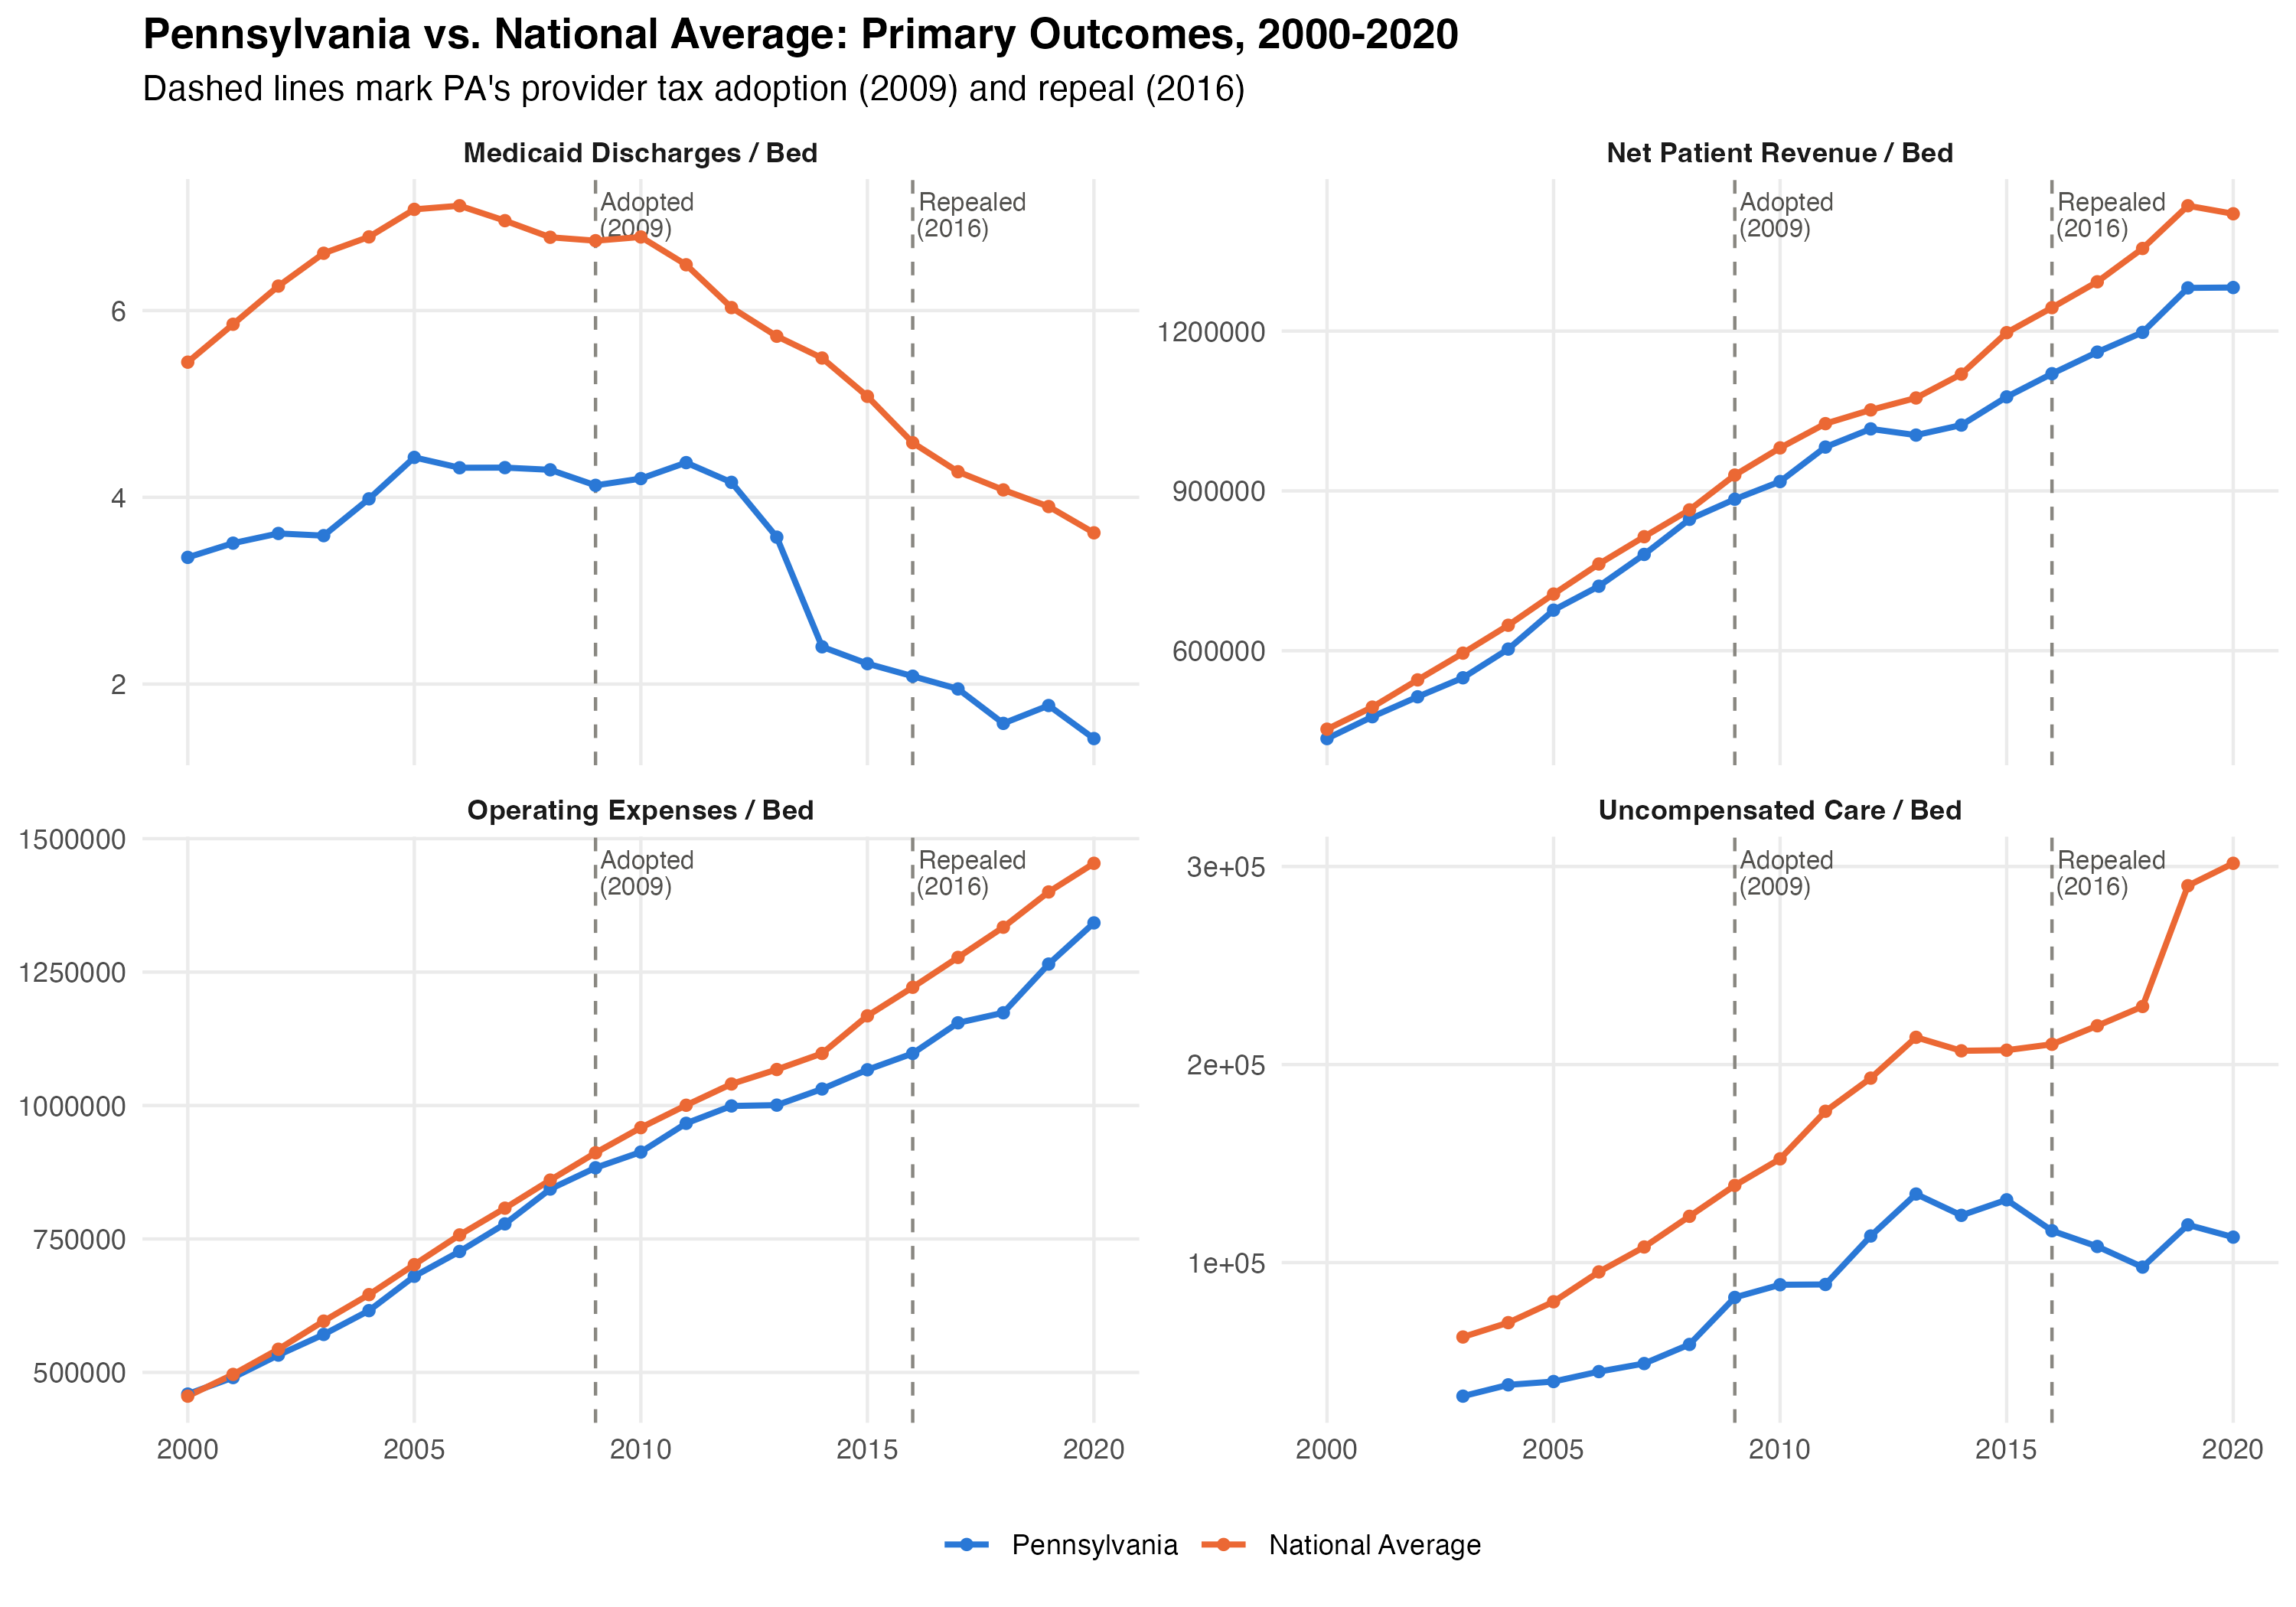 Pennsylvania vs. National Average: Primary Outcomes, 2000-2020
Dashed lines mark PA's provider tax adoption (2009) and repeal (2016)
Medicaid Discharges / Bed
Adopted
(2009)
Repealed
(2016)
6
4
2
Net Patient Revenue / Bed
Adopted
(2009)
Repealed
(2016)
1200000
900000
600000
Operating Expenses / Bed
Adopted
(2009)
Repealed
(2016)
1500000
1250000
1000000
750000
500000
2000 2005 2010 2015 2020
Uncompensated Care / Bed
Adopted
(2009)
Repealed
(2016)
3e+05
2e+05
1e+05
2000 2005 2010 2015 2020
Pennsylvania National Average